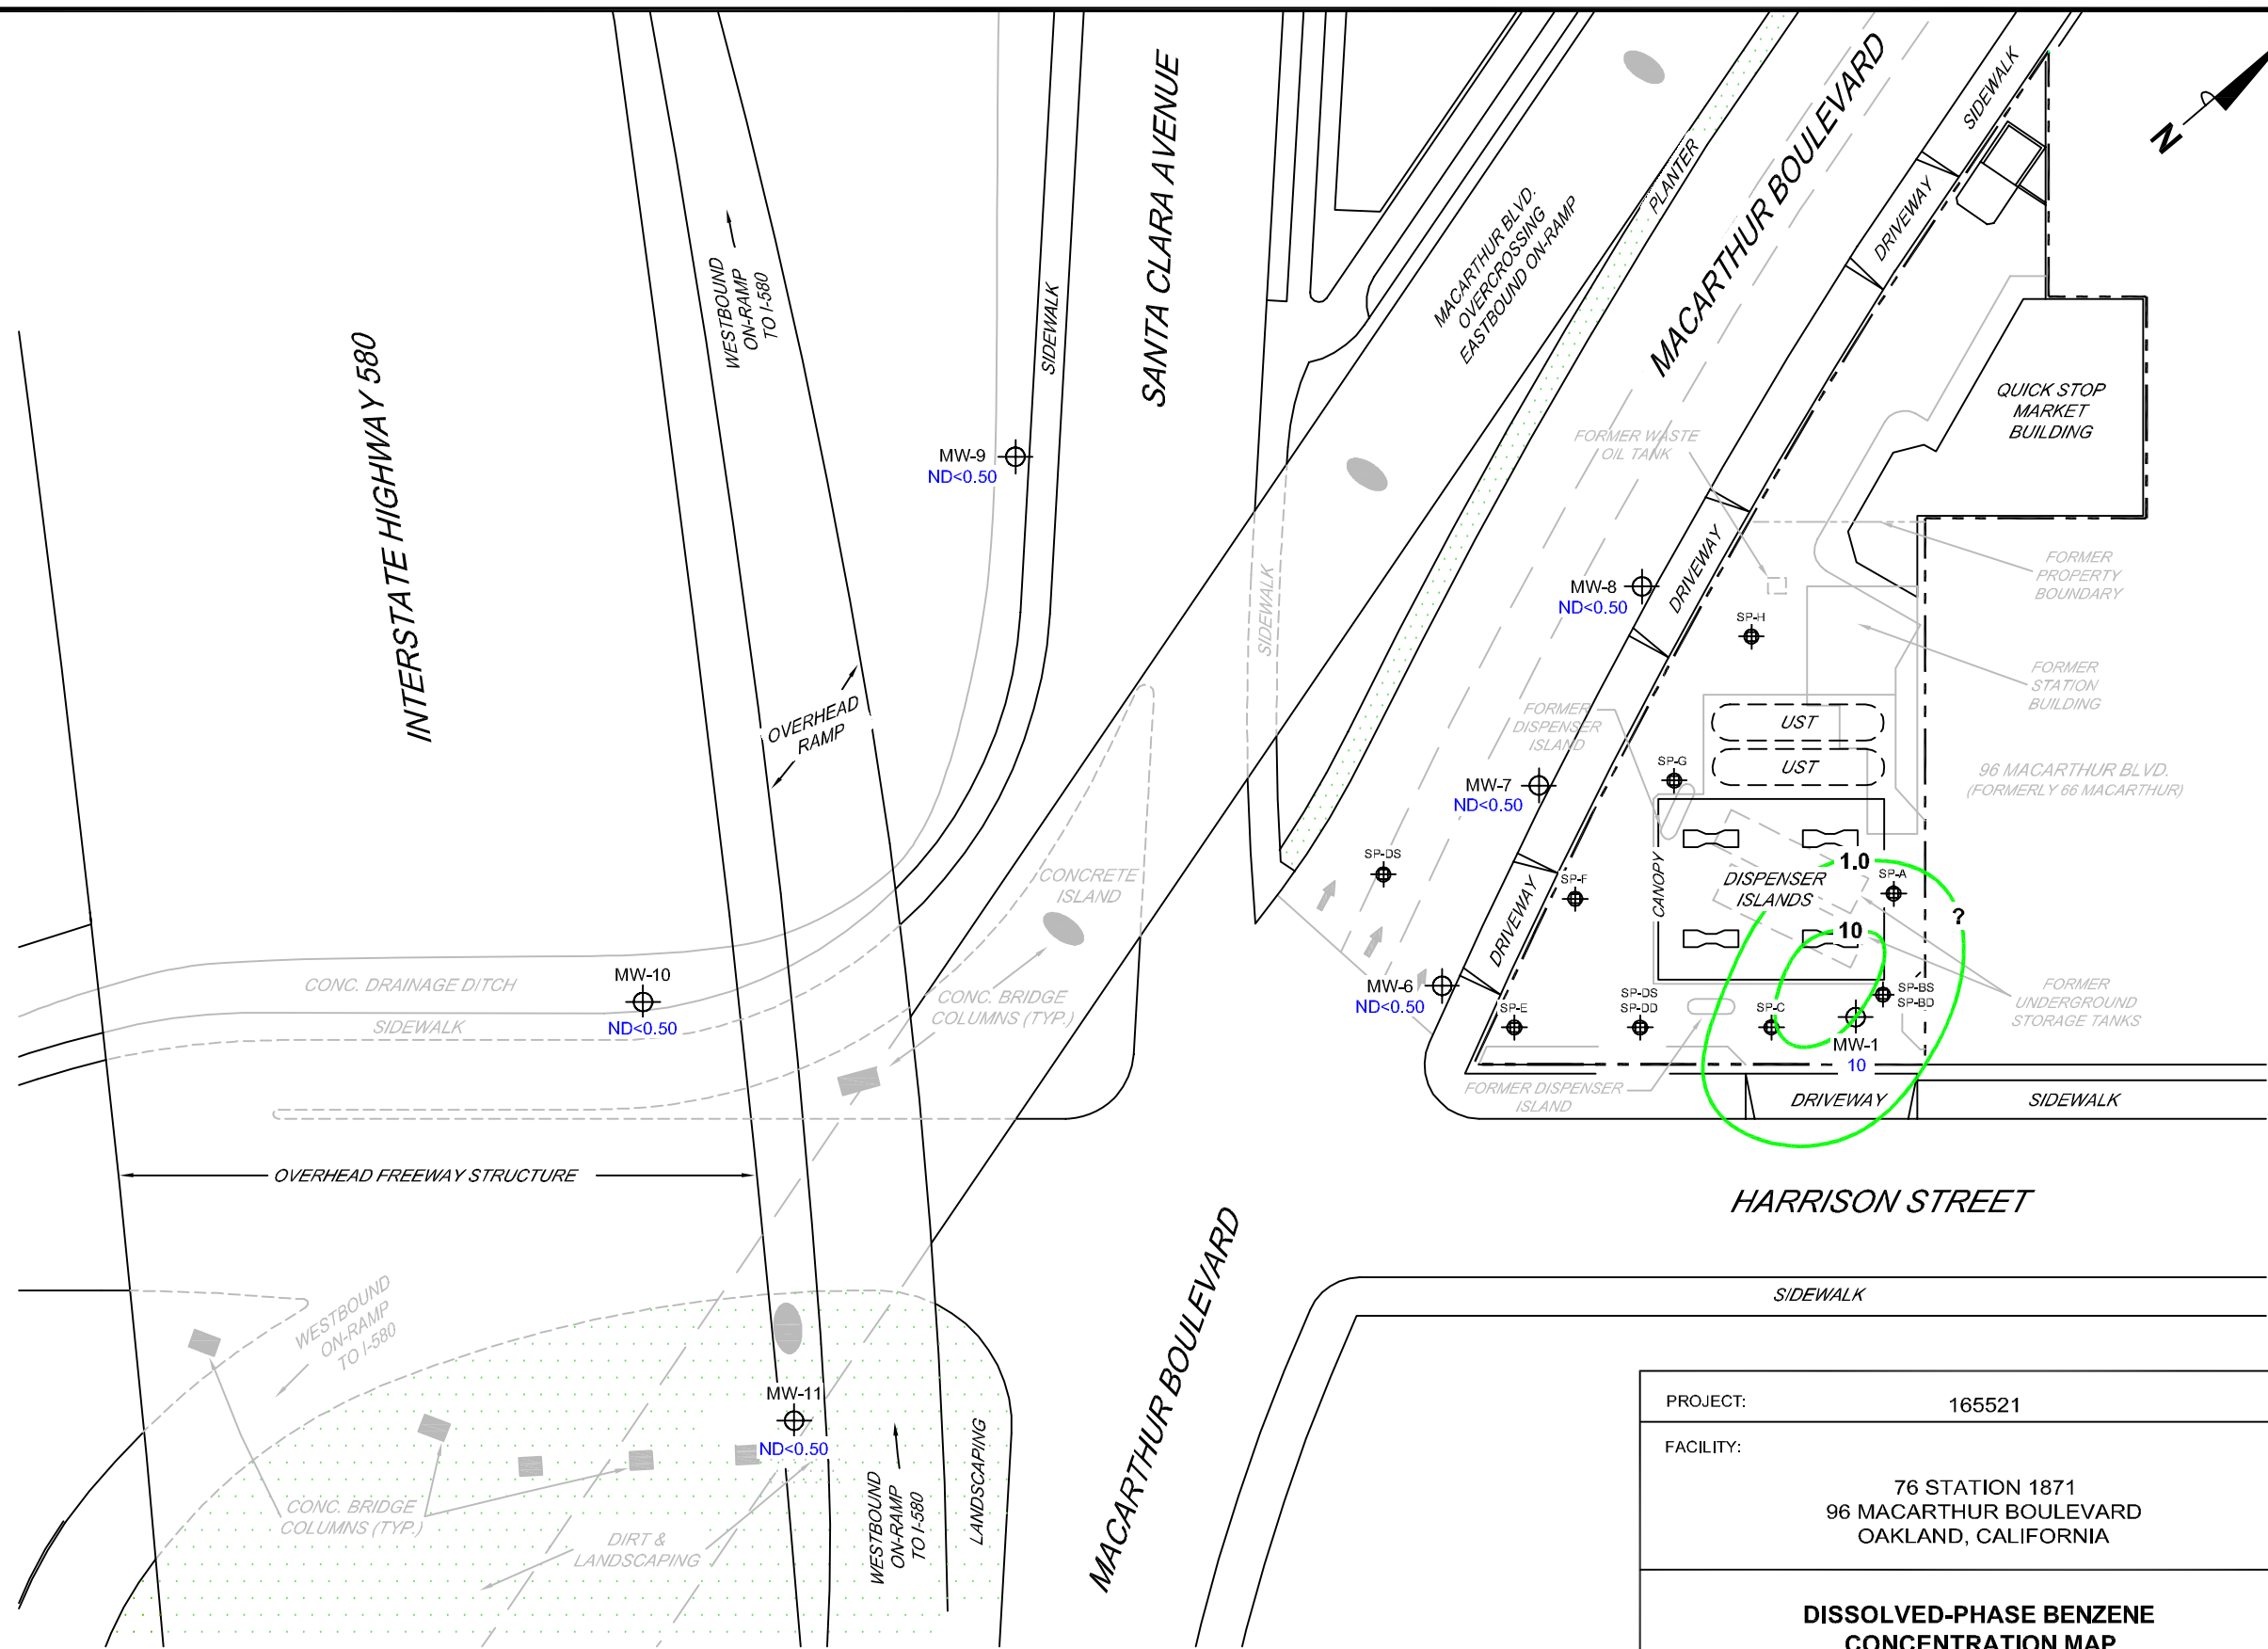 INTERSTATE HIGHWAY 580
WESTBOUND
ON-RAMP
TO I-580
SIDEWALK
SANTA CLARA AVENUE
MACARTHUR BLVD.
OVERCROSSING
EASTBOUND ON-RAMP
PLANTER
MACARTHUR BOULEVARD
SIDEWALK
DRIVEWAY
N
QUICK STOP
MARKET
BUILDING
FORMER WASTE
OIL TANK
MW-9
ND<0.50
SIDEWALK
MW-8
ND<0.50
DRIVEWAY
FORMER
PROPERTY
BOUNDARY
SP-H
FORMER
STATION
BUILDING
OVERHEAD
RAMP
FORMER
DISPENSER
ISLAND
UST
UST
SP-G
96 MACARTHUR BLVD.
(FORMERLY 66 MACARTHUR)
MW-7
ND<0.50
SP-DS
SP-F
DRIVEWAY
CANOPY
DISPENSER
ISLANDS
1.0
SP-A
?
10
CONCRETE
ISLAND
CONC. DRAINAGE DITCH
SIDEWALK
MW-10
ND<0.50
CONC. BRIDGE
COLUMNS (TYP.)
MW-6
ND<0.50
SP-E
SP-DS
SP-DD
SP-C
SP-BS
SP-BD
MW-1
10
FORMER
UNDERGROUND
STORAGE TANKS
FORMER DISPENSER
ISLAND
DRIVEWAY
SIDEWALK
OVERHEAD FREEWAY STRUCTURE
HARRISON STREET
SIDEWALK
MACARTHUR BOULEVARD
WESTBOUND
ON-RAMP
TO I-580
MW-11
ND<0.50
WESTBOUND
ON-RAMP
TO I-580
LANDSCAPING
CONC. BRIDGE
COLUMNS (TYP.)
DIRT &
LANDSCAPING
PROJECT: 165521
FACILITY:
76 STATION 1871
96 MACARTHUR BOULEVARD
OAKLAND, CALIFORNIA
DISSOLVED-PHASE BENZENE
CONCENTRATION MAP